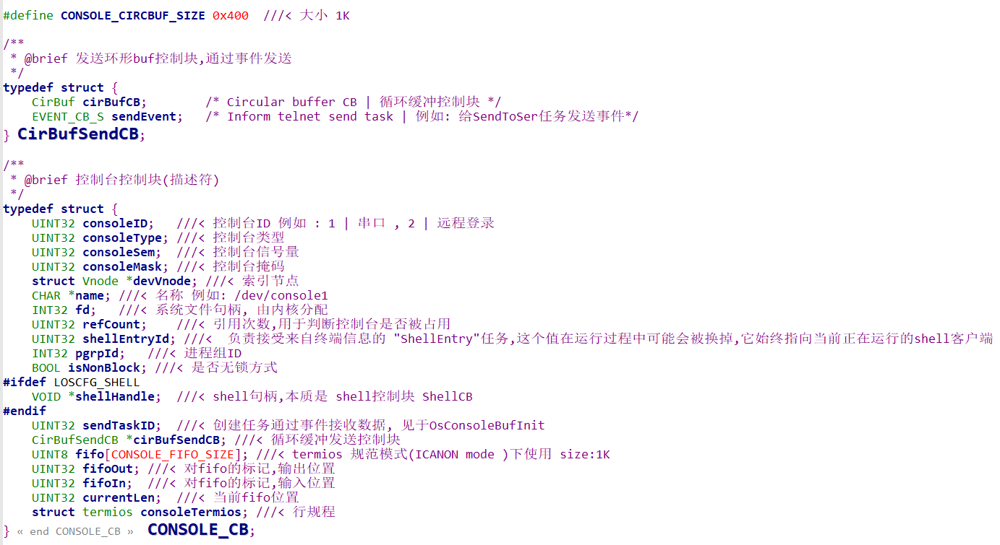 #define CONSOLE_CIRCBUF_SIZE 0x400  ///< 大小 1K
/**
 * @brief 发送环形buf控制块,通过事件发送
 */
typedef struct {
    CirBuf cirBufCB;        /* Circular buffer CB | 循环缓冲控制块 */
    EVENT_CB_S sendEvent;   /* Inform telnet send task | 例如: 给SendToSer任务发送事件*/
} CirBufSendCB;
/**
 * @brief 控制台控制块(描述符)
 */
typedef struct {
    UINT32 consoleID;   ///< 控制台ID 例如 : 1 | 串口 , 2 | 远程登录
    UINT32 consoleType; ///< 控制台类型
    UINT32 consoleSem;  ///< 控制台信号量
    UINT32 consoleMask; ///< 控制台掩码
    struct Vnode *devVnode; ///< 索引节点
    CHAR *name; ///< 名称 例如: /dev/console1
    INT32 fd;   ///< 系统文件句柄, 由内核分配
    UINT32 refCount;    ///< 引用次数,用于判断控制台是否被占用
    UINT32 shellEntryId; ///<  负责接受来自终端信息的 "ShellEntry"任务,这个值在运行过程中可能会被换掉,它始终指向当前正在运行的shell客户端
    INT32 pgrpId;   ///< 进程组ID
    BOOL isNonBlock; ///< 是否无锁方式
#ifdef LOSCFG_SHELL
    VOID *shellHandle;  ///< shell句柄,本质是 shell控制块 ShellCB
#endif
    UINT32 sendTaskID;  ///< 创建任务通过事件接收数据, 见于OsConsoleBufInit
    CirBufSendCB *cirBufSendCB; ///< 循环缓冲发送控制块
    UINT8 fifo[CONSOLE_FIFO_SIZE]; ///< termios 规范模式(ICANON mode )下使用 size:1K
    UINT32 fifoOut; ///< 对fifo的标记,输出位置
    UINT32 fifoIn;  ///< 对fifo的标记,输入位置
    UINT32 currentLen;  ///< 当前fifo位置
    struct termios consoleTermios; ///< 行规程
} « end CONSOLE_CB »  CONSOLE_CB;